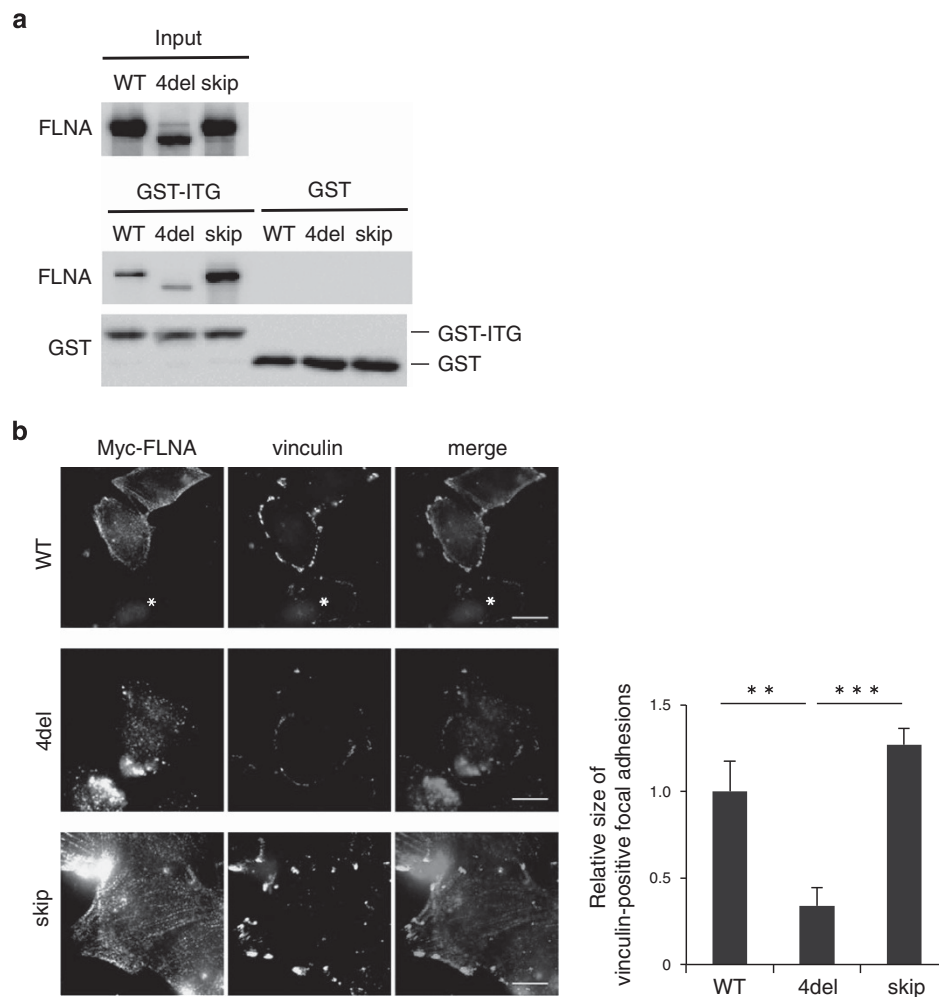 a
Input
WT 4del skip
FLNA
GST-ITG GST
WT 4del skip WT 4del skip
FLNA
GST
GST-ITG
GST
b
Myc-FLNA vinculin merge
WT
*
*
*
4del
skip
Relative size of
vinculin-positive focal adhesions
1.5
1.0
0.5
0
** ***
WT 4del skip